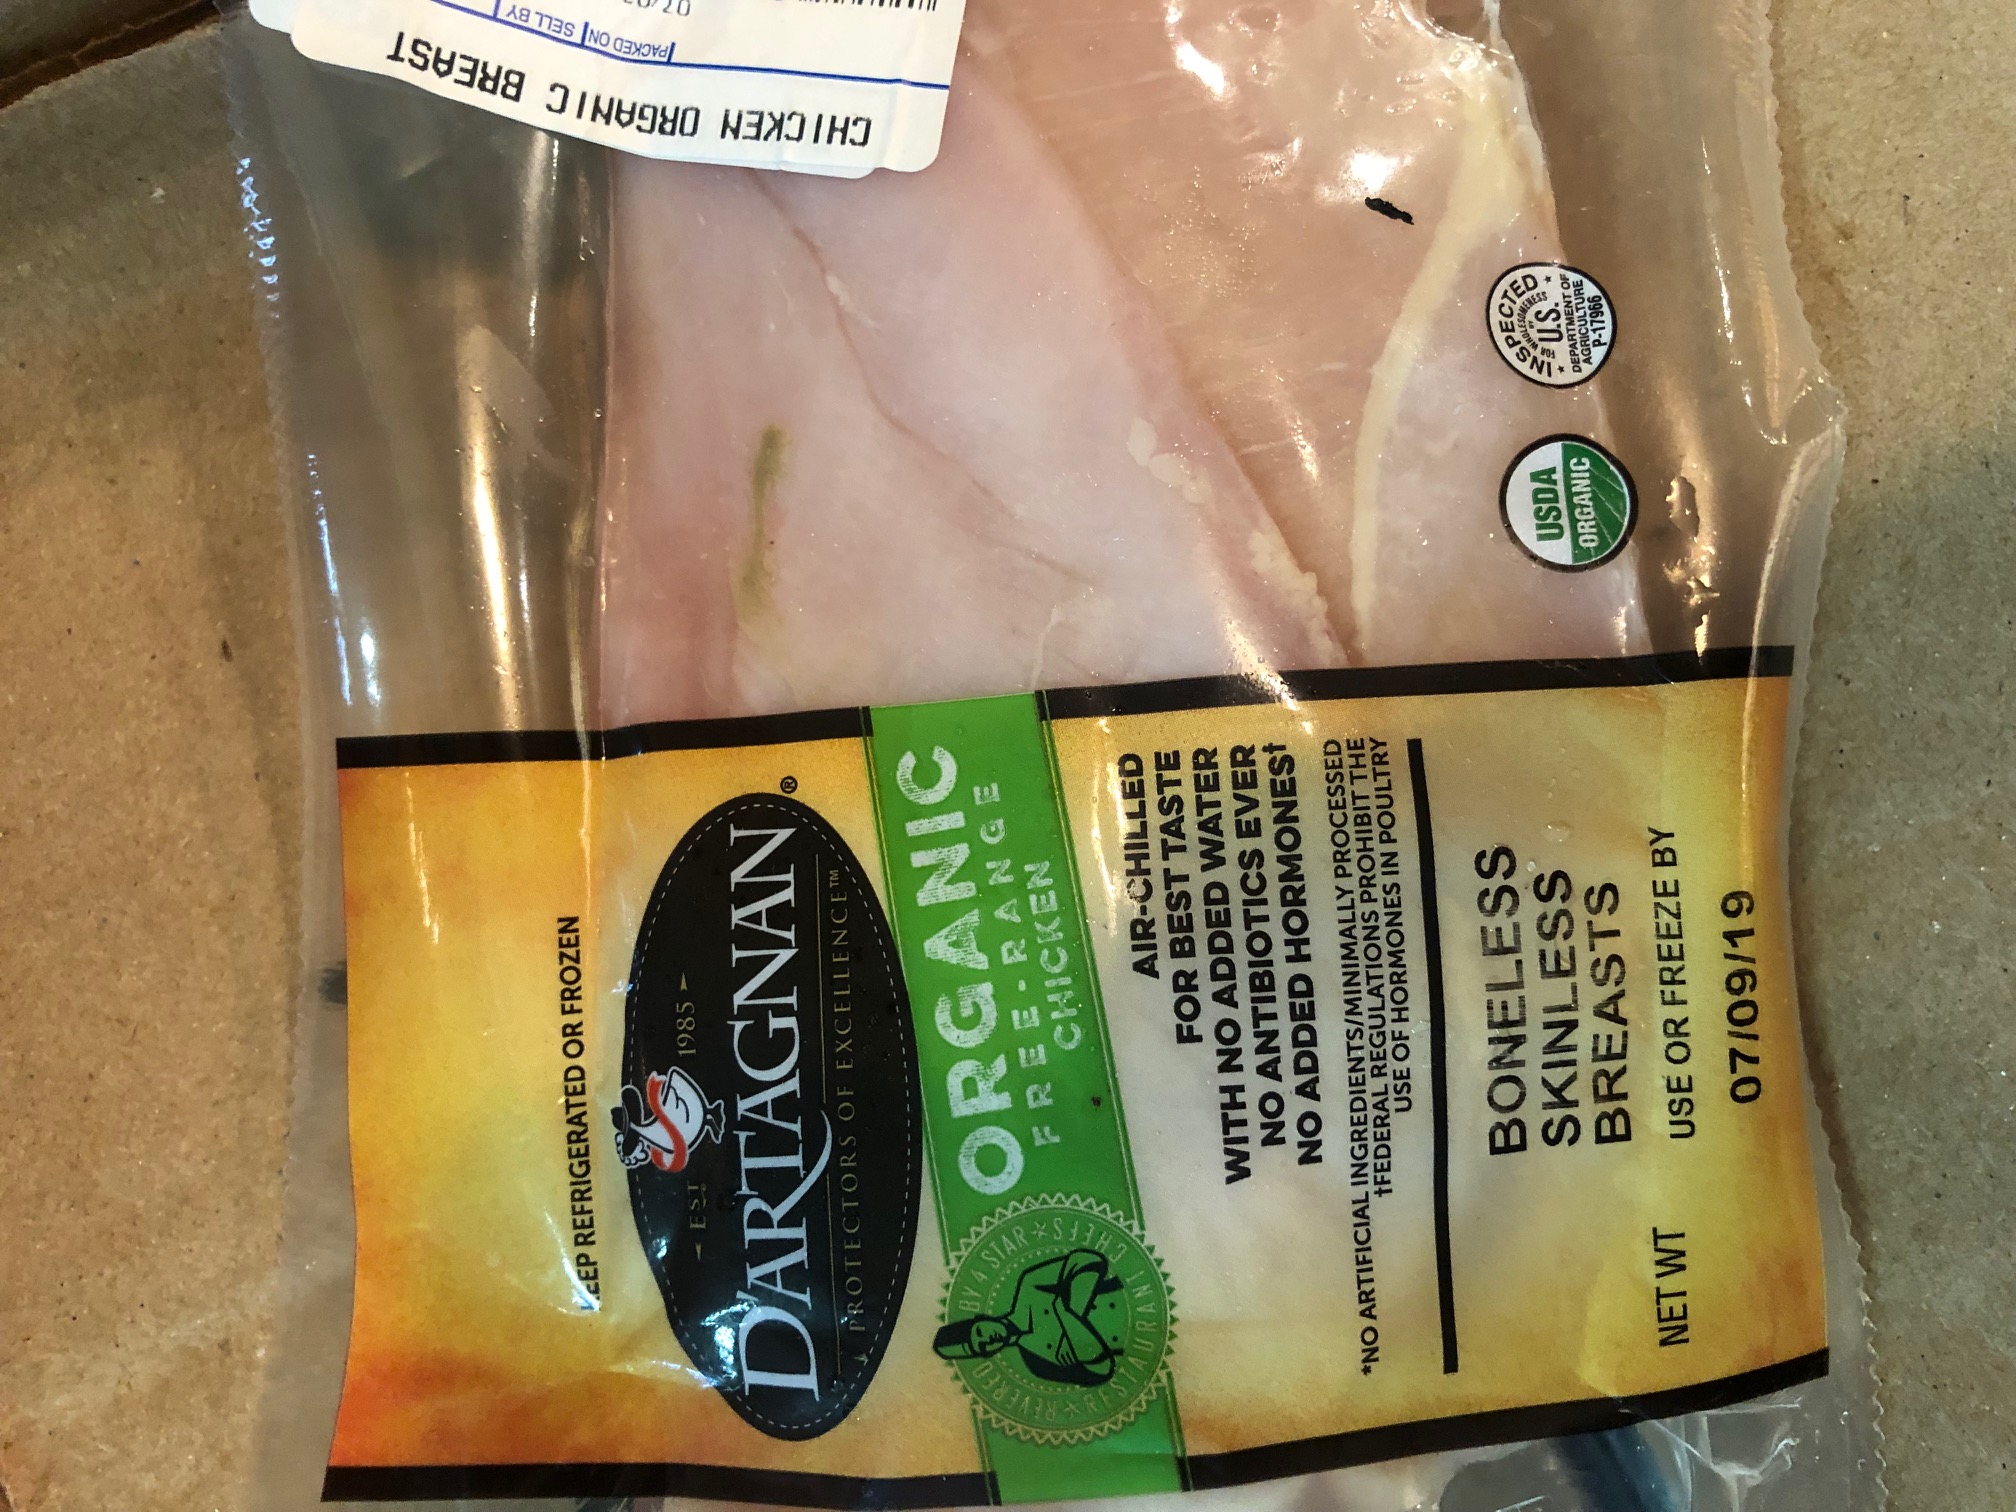 KEEP REFRIGERATED OR FROZEN
EST. 1985
D'ARTAGNAN®
PROTECTORS OF EXCELLENCE™
ORGANIC
FREE-RANGE
CHICKEN
REVERED BY 4 STAR RESTAURANT CHEFS
AIR-CHILLED
FOR BEST TASTE
WITH NO ADDED WATER
NO ANTIBIOTICS EVER
NO ADDED HORMONES†
*NO ARTIFICIAL INGREDIENTS/MINIMALLY PROCESSED
†FEDERAL REGULATIONS PROHIBIT THE
USE OF HORMONES IN POULTRY
BONELESS
SKINLESS
BREASTS
NET WT
USE OR FREEZE BY
07/09/19
USDA
ORGANIC
INSPECTED
FOR WHOLESOMENESS
BY
U.S.
DEPARTMENT OF
AGRICULTURE
P-17966
CHICKEN ORGANIC BREAST
PACKED ON
SELL BY